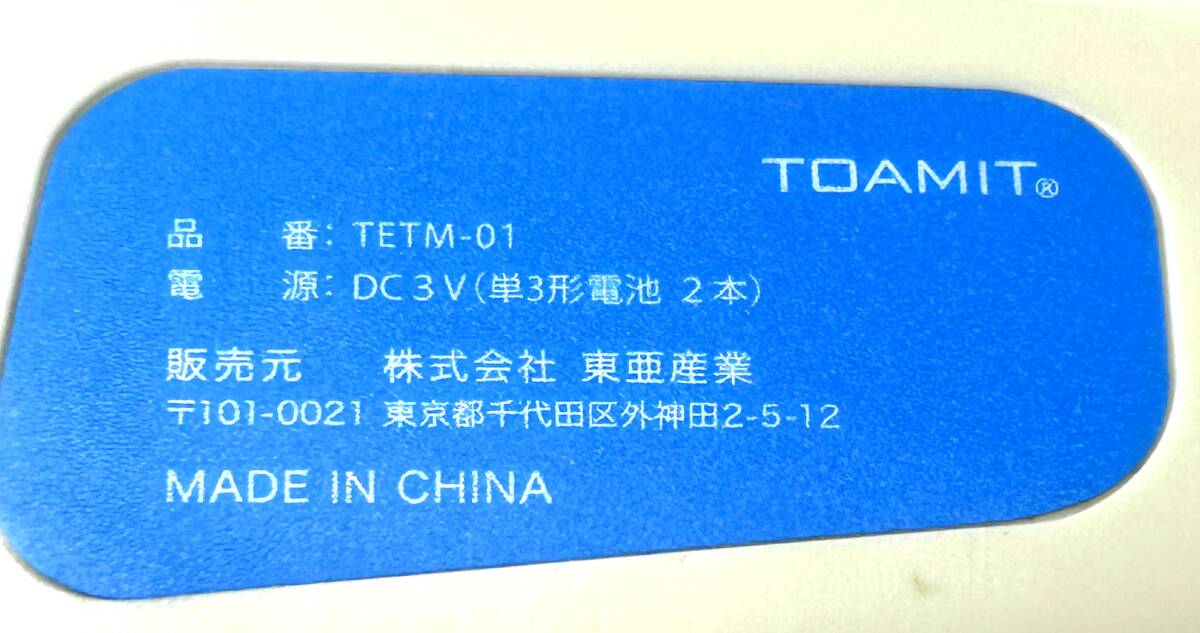 TOAMIT®
品 番: TETM-01
電 源: DC3V(単3形電池 2本)
販売元 株式会社 東亜産業
〒101-0021 東京都千代田区外神田2-5-12
MADE IN CHINA